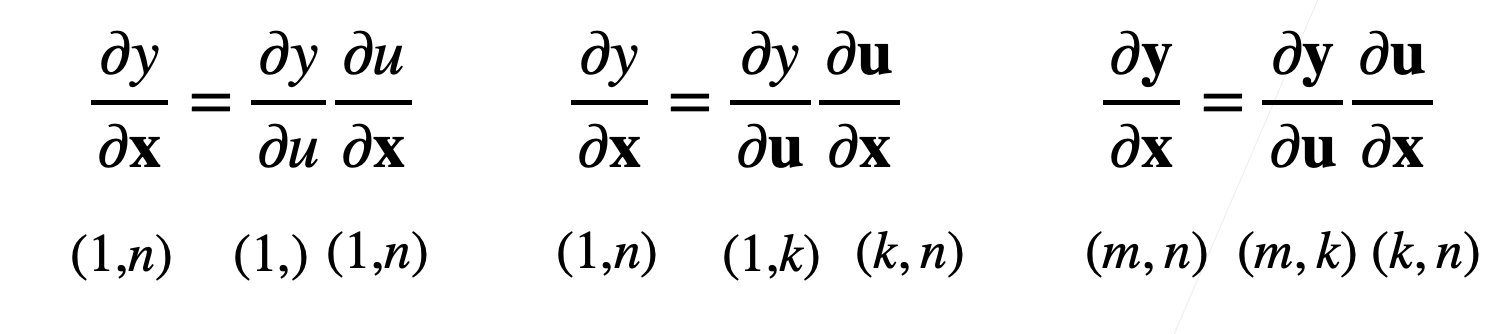 ∂y/∂𝐱 = ∂y/∂u ∂u/∂𝐱    ∂y/∂𝐱 = ∂y/∂𝐮 ∂𝐮/∂𝐱    ∂𝐲/∂𝐱 = ∂𝐲/∂𝐮 ∂𝐮/∂𝐱
(1,n) (1,) (1,n)    (1,n) (1,k) (k, n)    (m, n) (m, k) (k, n)